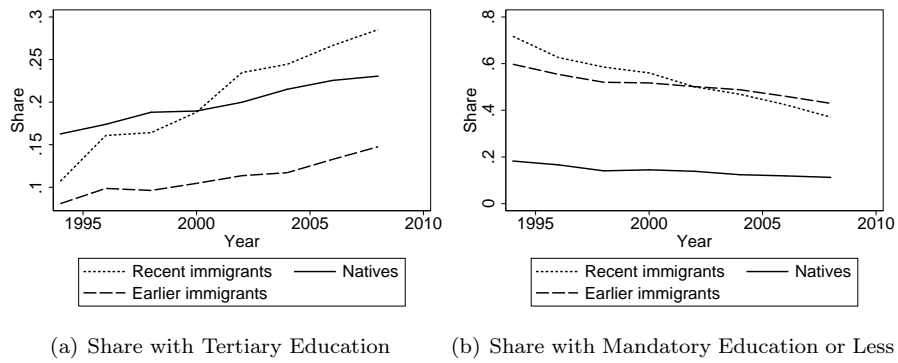 .3
.25
.2
.15
.1
Share
1995 2000 2005 2010
Year
Recent immigrants Natives
Earlier immigrants
(a) Share with Tertiary Education
.8
.6
.4
.2
0
Share
1995 2000 2005 2010
Year
Recent immigrants Natives
Earlier immigrants
(b) Share with Mandatory Education or Less